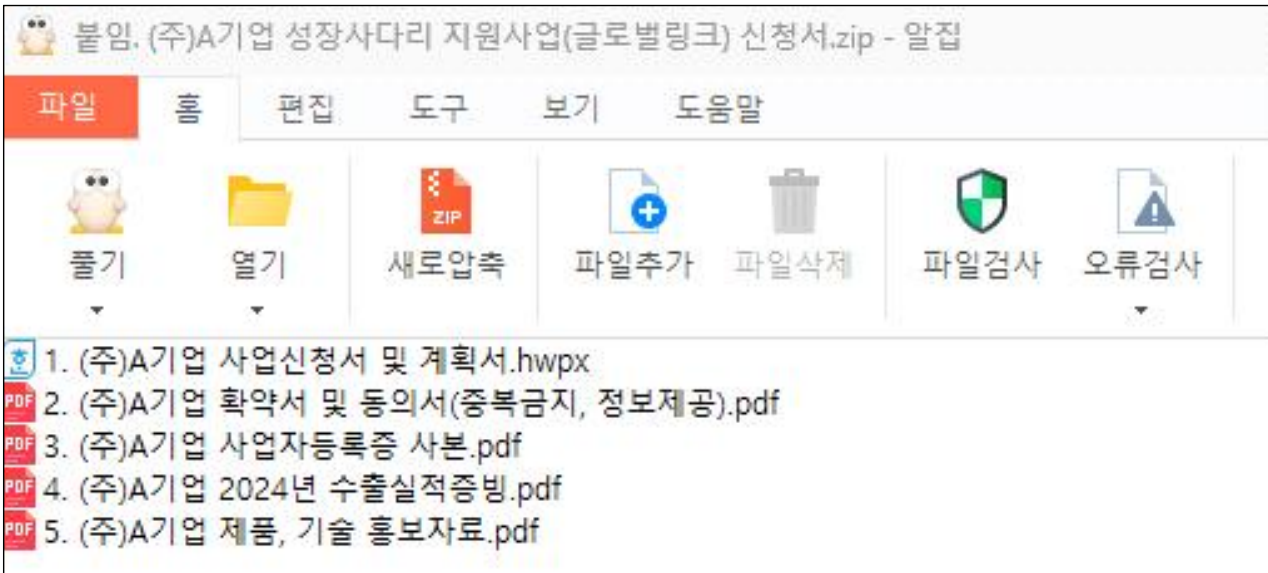 붙임. (주)A기업 성장사다리 지원사업(글로벌링크) 신청서.zip - 알집
파일 홈 편집 도구 보기 도움말
ZIP
풀기 열기 새로압축 파일추가 파일삭제 파일검사 오류검사
1. (주)A기업 사업신청서 및 계획서.hwpx
PDF 2. (주)A기업 확약서 및 동의서(중복금지, 정보제공).pdf
PDF 3. (주)A기업 사업자등록증 사본.pdf
PDF 4. (주)A기업 2024년 수출실적증빙.pdf
PDF 5. (주)A기업 제품, 기술 홍보자료.pdf